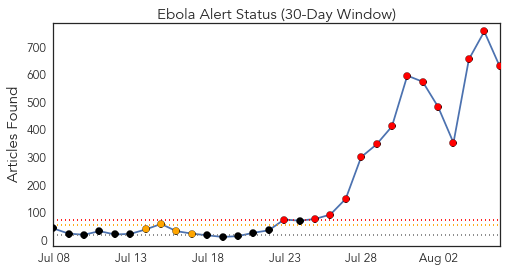 Ebola Alert Status (30-Day Window)
Articles Found
700
600
500
400
300
200
100
0
Jul 08 Jul 13 Jul 18 Jul 23 Jul 28 Aug 02